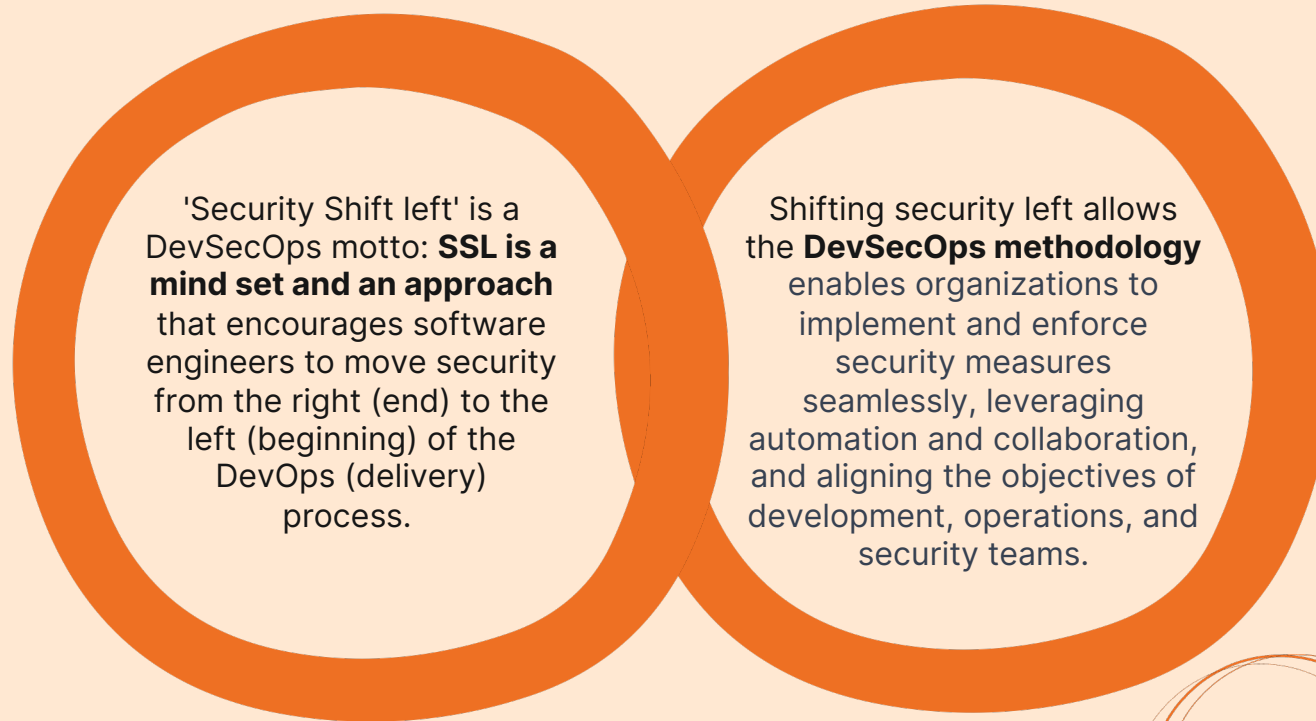 'Security Shift left' is a
DevSecOps motto: SSL is a
mind set and an approach
that encourages software
engineers to move security
from the right (end) to the
left (beginning) of the
DevOps (delivery)
process.
Shifting security left allows
the DevSecOps methodology
enables organizations to
implement and enforce
security measures
seamlessly, leveraging
automation and collaboration,
and aligning the objectives of
development, operations, and
security teams.